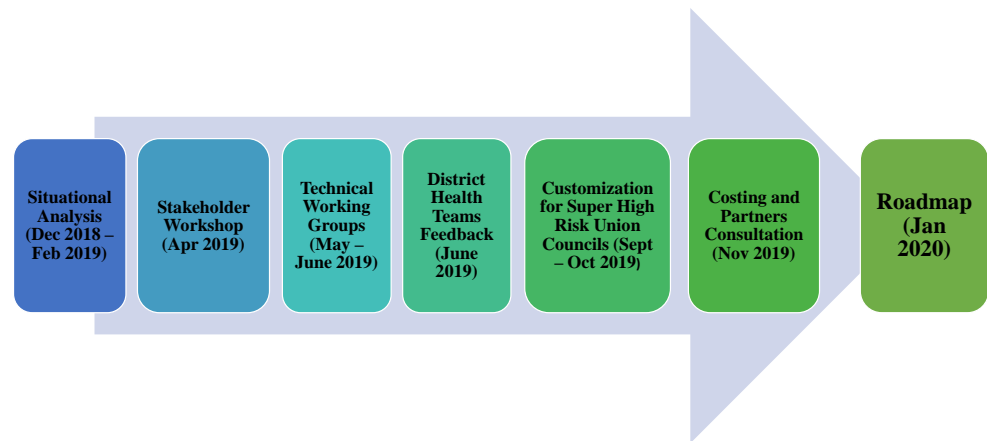 Situational
Analysis
(Dec 2018 –
Feb 2019)
Stakeholder
Workshop
(Apr 2019)
Technical
Working
Groups
(May –
June 2019)
District
Health
Teams
Feedback
(June
2019)
Customization
for Super High
Risk Union
Councils (Sept
– Oct 2019)
Costing and
Partners
Consultation
(Nov 2019)
Roadmap
(Jan
2020)